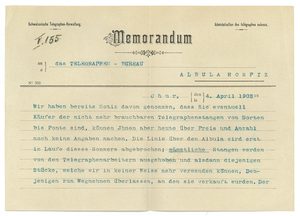 Schweizerische Telegraphen-Verwaltung.
Administration des télégraphes suisses.
Memorandum
das TELEGRAPHEN - BUREAU
ALBULA HOSPIZ
Chur, 4. April 1903
Wir haben bereits Notiz davon genommen, dass Sie eventuell
Käufer der nicht mehr brauchbaren Telegraphenstangen von
bis Ponte sind, können Ihnen aber heute über Preis und Anzahl
noch keine Angaben machen. Die Linie über den Albula wird erst
im Laufe dieses Sommers abgebrochen; sämmtliche Stangen werden
von den Telegraphenarbeitern ausgehoben und alsdann diejenigen
Stücke, welche wir in keiner Weise mehr verwenden können, Den-
jenigen zum Wegnehmen überlassen, an den sie verkauft wurden. Der